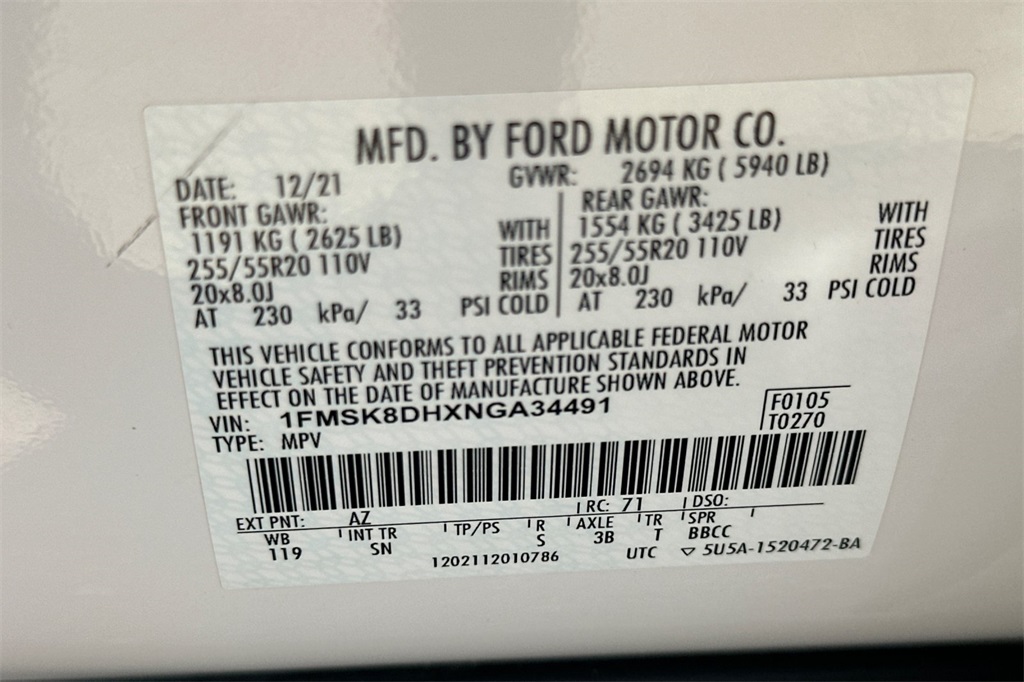 MFD. BY FORD MOTOR CO.
DATE: 12/21 GVWR: 2694 KG ( 5940 LB)
FRONT GAWR: REAR GAWR:
1191 KG ( 2625 LB) WITH 1554 KG ( 3425 LB) WITH
255/55R20 110V TIRES 255/55R20 110V TIRES
20x8.0J RIMS 20x8.0J RIMS
AT 230 kPa/ 33 PSI COLD AT 230 kPa/ 33 PSI COLD
THIS VEHICLE CONFORMS TO ALL APPLICABLE FEDERAL MOTOR
VEHICLE SAFETY AND THEFT PREVENTION STANDARDS IN
EFFECT ON THE DATE OF MANUFACTURE SHOWN ABOVE.
VIN: 1FMSK8DHXNGA34491 F0105
TYPE: MPV T0270
EXT PNT: AZ RC: 71 DSO:
WB INT TR TP/PS R AXLE TR SPR
119 SN S 3B T BBCC
1202112010786 UTC ▽ 5U5A-1520472-BA